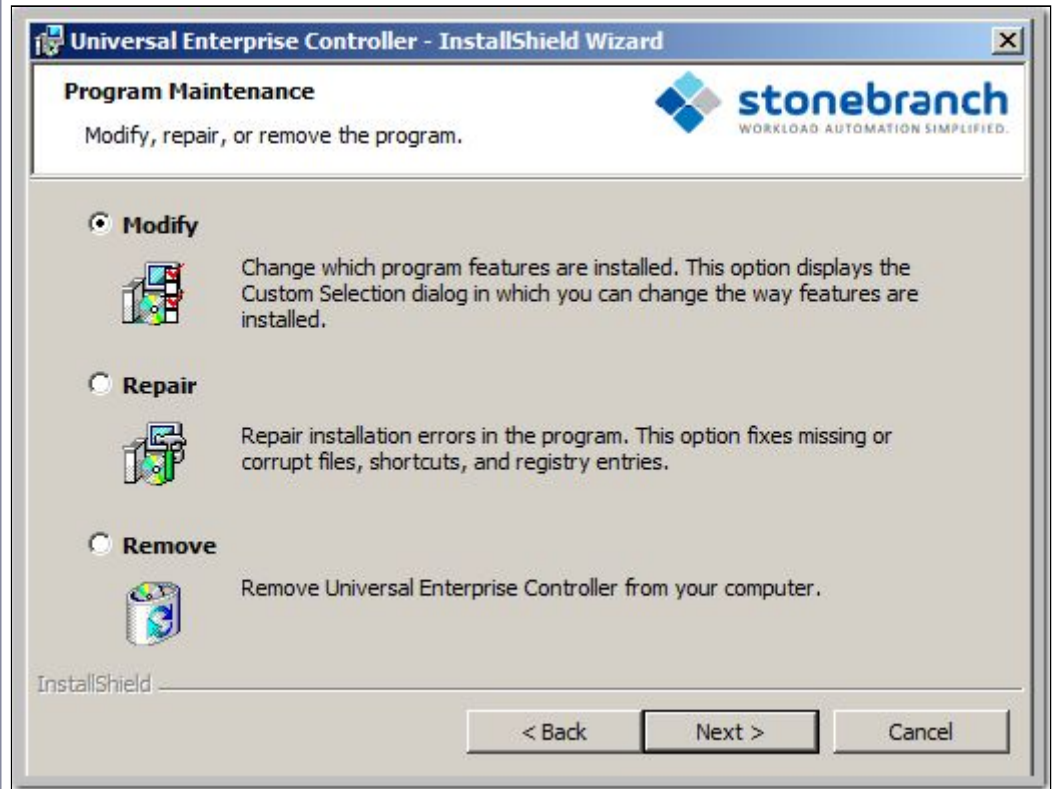 Universal Enterprise Controller - InstallShield Wizard
Program Maintenance
Modify, repair, or remove the program.
stonebranch
WORKLOAD AUTOMATION SIMPLIFIED.
Modify
Change which program features are installed. This option displays the
Custom Selection dialog in which you can change the way features are
installed.
Repair
Repair installation errors in the program. This option fixes missing or
corrupt files, shortcuts, and registry entries.
Remove
Remove Universal Enterprise Controller from your computer.
InstallShield
< Back
Next >
Cancel